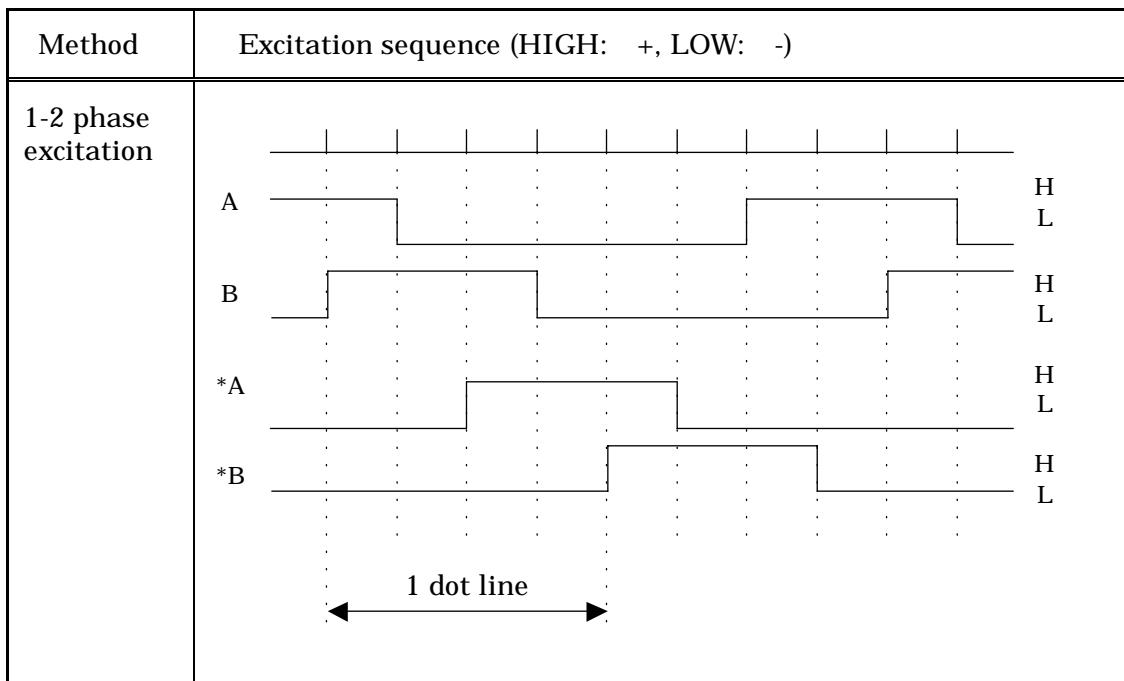 Method
Excitation sequence (HIGH: +, LOW: -)
1-2 phase
excitation
A
H
L
B
H
L
*A
H
L
*B
H
L
1 dot line